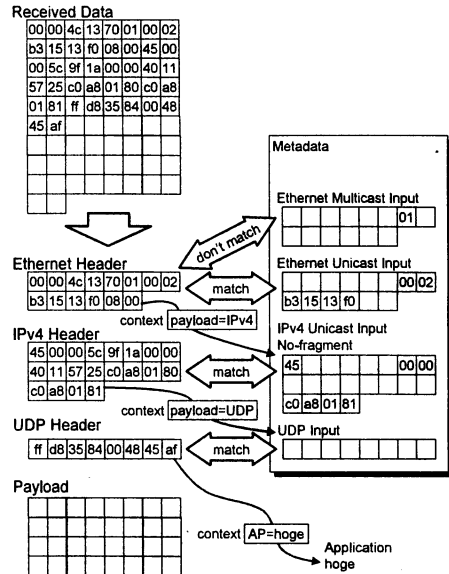 Received Data
00 00 4c 13 70 01 00 02
b3 15 13 f0 08 00 45 00
00 5c 9f 1a 00 00 40 11
57 25 c0 a8 01 80 c0 a8
01 81 ff d8 35 84 00 48
45 af
Metadata
Ethernet Multicast Input
01
don't match
Ethernet Header
00 00 4c 13 70 01 00 02
b3 15 13 f0 08 00
match
Ethernet Unicast Input
00 02
b3 15 13 f0
context payload=IPv4
IPv4 Header
45 00 00 5c 9f 1a 00 00
40 11 57 25 c0 a8 01 80
c0 a8 01 81
match
IPv4 Unicast Input
No-fragment
45 00 00
c0 a8 01 81
context payload=UDP
UDP Header
ff d8 35 84 00 48 45 af
match
UDP Input
Payload
context AP=hoge
Application
hoge